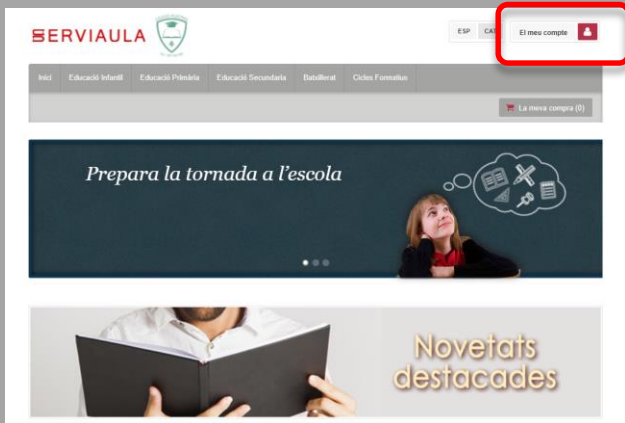 SERVIAULA
ESP CAT El meu compte
Inici Educació Infantil Educació Primària Educació Secundària Batxillerat Cicles Formatius
La meva compra (0)
Prepara la tornada a l'escola
Novetats
destacades